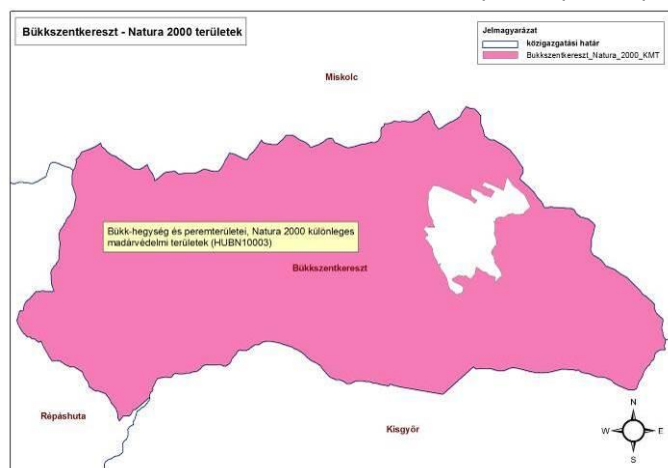 Bükkszentkereszt - Natura 2000 területek
Jelmagyarázat
közigazgatási határ
Bukkszentkereszt_Natura_2000_KMT
Miskolc
Bükk-hegység és peremterületei, Natura 2000 különleges
madárvédelmi területek (HUBN10003)
Bükkszentkereszt
Répáshuta
Kisgyőr
N
W
E
S